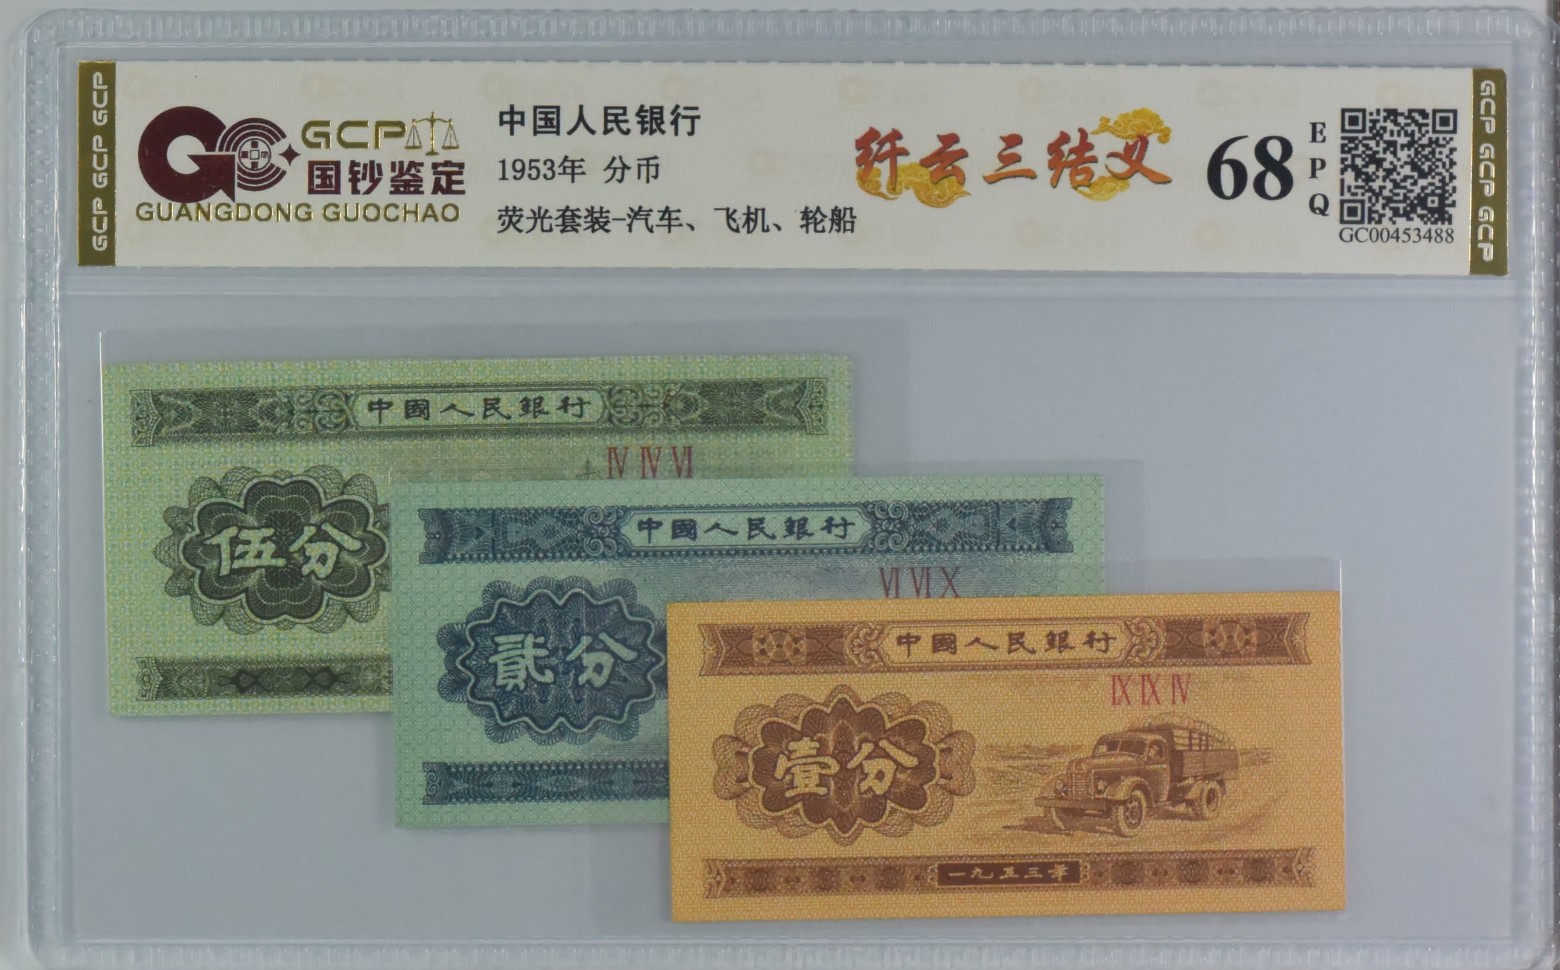 GCP GCP GCP
GCP
国钞鉴定
GUANGDONG GUOCHAO
中国人民银行
1953年 分币
荧光套装-汽车、飞机、轮船
纤云三结义
68
EPQ
GC00453488
GCP GCP GCP
中國人民銀行
IV IV VI
伍分
中國人民銀行
VI VI X
貳分
中國人民銀行
IX IX IV
壹分
一九五三年